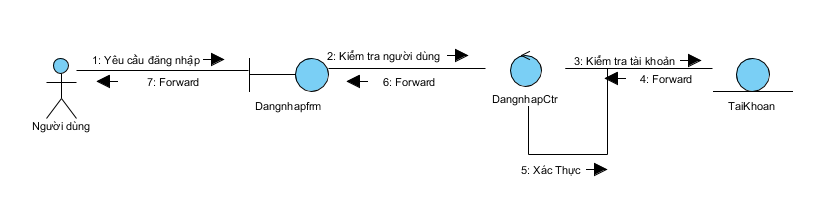 1: Yêu cầu đăng nhập
7: Forward
Người dùng
Dangnhapfrm
2: Kiểm tra người dùng
6: Forward
DangnhapCtr
3: Kiểm tra tài khoản
4: Forward
TaiKhoan
5: Xác Thực